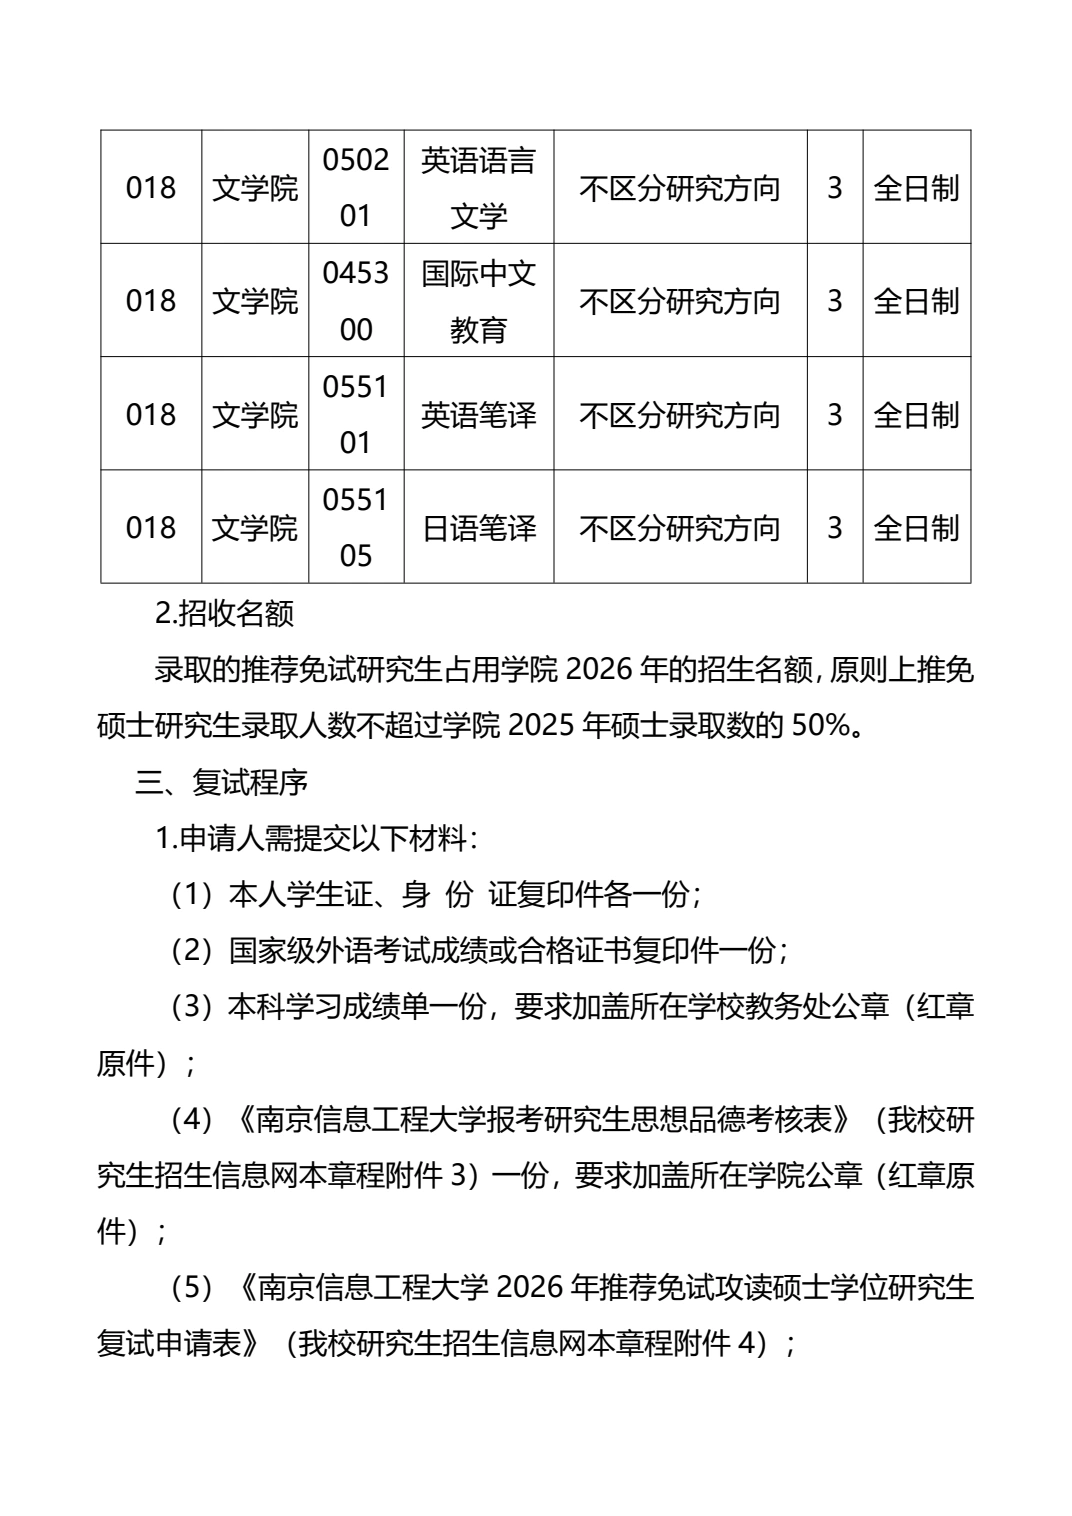 018 文学院 0502 01 英语语言 文学 不区分研究方向 3 全日制
018 文学院 0453 00 国际中文 教育 不区分研究方向 3 全日制
018 文学院 0551 01 英语笔译 不区分研究方向 3 全日制
018 文学院 0551 05 日语笔译 不区分研究方向 3 全日制
2.招收名额
录取的推荐免试研究生占用学院 2026 年的招生名额，原则上推免
硕士研究生录取人数不超过学院 2025 年硕士录取数的 50%。
三、复试程序
1.申请人需提交以下材料：
（1）本人学生证、身 份 证复印件各一份；
（2）国家级外语考试成绩或合格证书复印件一份；
（3）本科学习成绩单一份，要求加盖所在学校教务处公章（红章
原件）；
（4）《南京信息工程大学报考研究生思想品德考核表》（我校研
究生招生信息网本章程附件 3）一份，要求加盖所在学院公章（红章原
件）；
（5）《南京信息工程大学 2026 年推荐免试攻读硕士学位研究生
复试申请表》（我校研究生招生信息网本章程附件 4）；